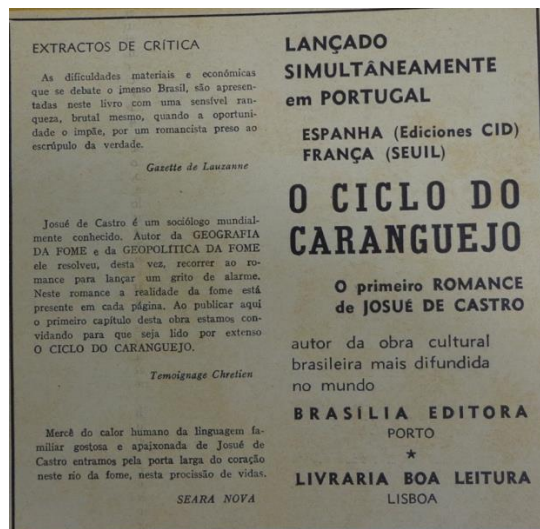 EXTRACTOS DE CRÍTICA
As dificuldades materiais e económicas
que se debate o imenso Brasil, são apresen-
tadas neste livro com uma sensível ran-
queza, brutal mesmo, quando a oportuni-
dade o impãe, por um romancista preso ao
escrúpulo da verdade.
Gazette de Lauzanne
Josué de Castro é um sociólogo mundial-
mente conhecido. Autor da GEOGRAFIA
DA FOME e da GEOPOLITICA DA FOME
ele resolveu, desta vez, recorrer ao ro-
mance para lançar um grito de alarme.
Neste romance a realidade da fome está
presente em cada página. Ao publicar aqui
o primeiro capítulo desta obra estamos con-
vidando para que seja lido por extenso
O CICLO DO CARANGUEJO.
Temoignage Chretien
Mercê do calor humano da linguagem fa-
miliar gostosa e apaixonada de Josué de
Castro entramos pela porta larga do coração
neste rio da fome, nesta procissão de vidas.
SEARA NOVA
LANÇADO
SIMULTÂNEAMENTE
em PORTUGAL
ESPANHA (Ediciones CID)
FRANÇA (SEUIL)
O CICLO DO
CARANGUEJO
O primeiro ROMANCE
de JOSUÉ DE CASTRO
autor da obra cultural
brasileira mais difundida
no mundo
BRASÍLIA EDITORA
PORTO
★
LIVRARIA BOA LEITURA
LISBOA